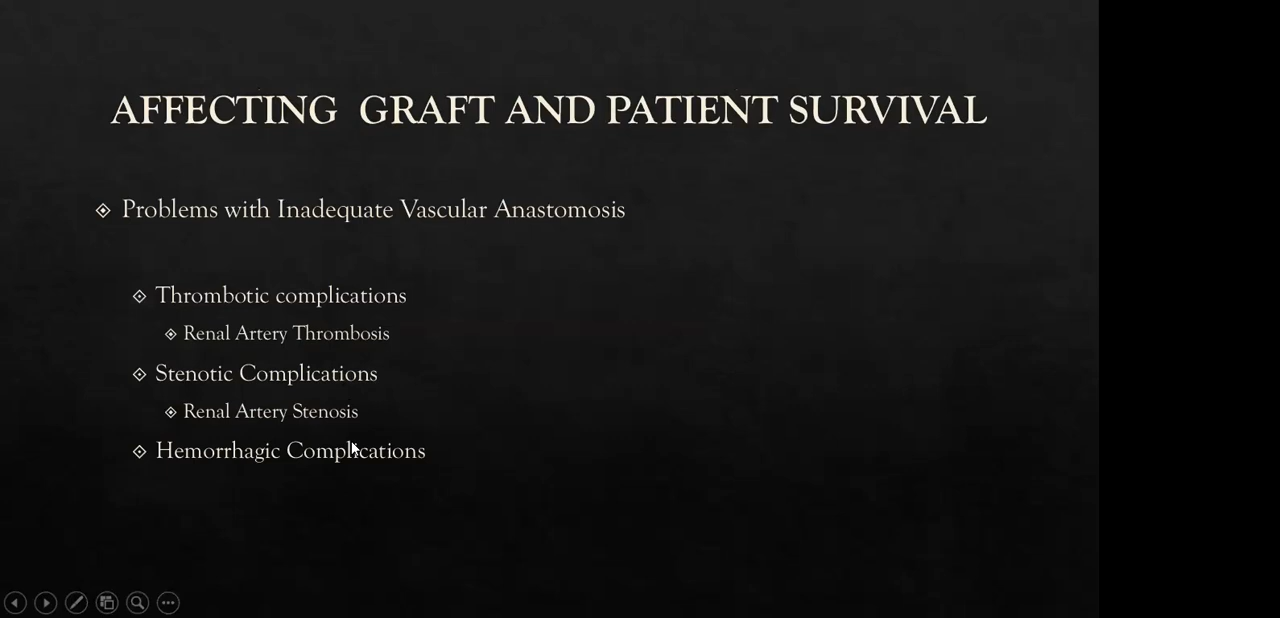 AFFECTING GRAFT AND PATIENT SURVIVAL
Problems with Inadequate Vascular Anastomosis
Thrombotic complications
Renal Artery Thrombosis
Stenotic Complications
Renal Artery Stenosis
Hemorrhagic Complications